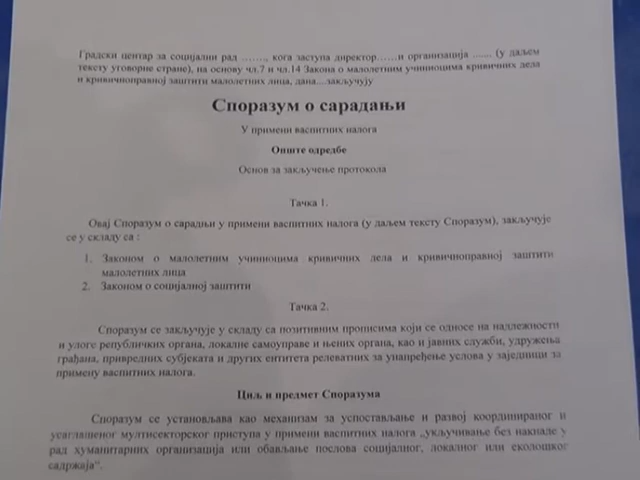 Градски центар за социјални рад ……., кога заступа директор……и организација …… (у даљем
тексту уговорне стране), на основу чл.7 и чл.14 Закона о малолетним учиниоцима кривичних дела
и кривичноправној заштити малолетних лица, дана....закључују
Споразум о сарадањи
У примени васпитних налога
Опште одредбе
Основ за закључење протокола
Тачка 1.
Овај Споразум о сарадњи у примени васпитних налога (у даљем тексту Споразум), закључује
се у складу са :
1. Законом о малолетним учиниоцима кривичних дела и кривичноправној заштити
малолетних лица
2. Законом о социјалној заштити
Тачка 2.
Споразум се закључује у складу са позитивним прописима који се односе на надлежности
и улоге републичких органа, локалне самоуправе и њених органа, као и јавних служби, удружења
грађана, привредних субјеката и других ентитета релеватних за унапређење услова у заједници за
примену васпитних налога.
Циљ и предмет Споразума
Споразум се установљава као механизам за успостављање и развој координираног и
усаглашеног мултисекторског приступа у примени васпитних налога „укључивање без накнаде у
рад хуманитарних организација или обављање послова социјалног, локалног или еколошког
садржаја“.